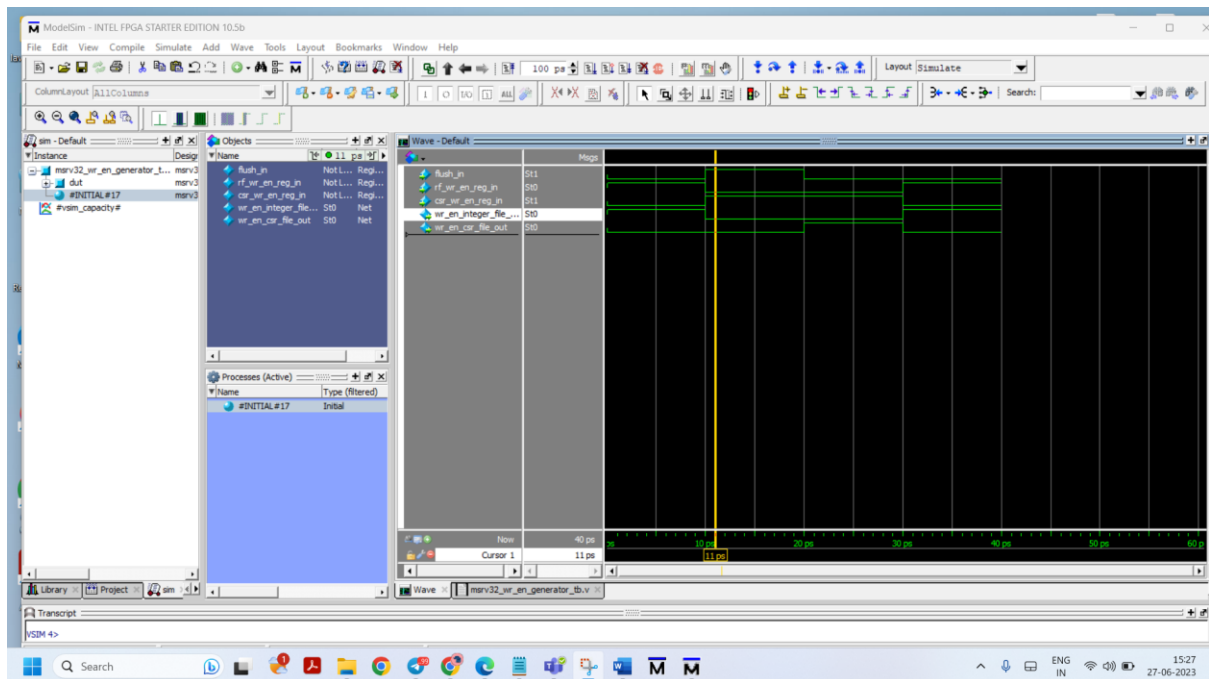 ModelSim - INTEL FPGA STARTER EDITION 10.5b
File Edit View Compile Simulate Add Wave Tools Layout Bookmarks Window Help
100 ps
Layout Simulate
ColumnLayout AllColumns
Search:
sim - Default
Objects
Wave - Default
Instance Design
Name 11 ps
Msgs
msrv32_wr_en_generator_t... msrv3
dut msrv3
#INITIAL#17 msrv3
#vsim_capacity#
flush_in Not L... Regi...
rf_wr_en_reg_in Not L... Regi...
csr_wr_en_reg_in Not L... Regi...
wr_en_integer_file... St0 Net
wr_en_csr_file_out St0 Net
flush_in St1
rf_wr_en_reg_in St0
csr_wr_en_reg_in St1
wr_en_integer_file_... St0
wr_en_csr_file_out St0
Processes (Active)
Name Type (filtered)
#INITIAL#17 Initial
Now 40 ps
Cursor 1 11 ps
ps 10 ps 20 ps 30 ps 40 ps 50 ps 60 p
11 ps
Library Project sim
Wave msrv32_wr_en_generator_tb.v
Transcript
VSIM 4>
Search
ENG
IN
15:27
27-06-2023